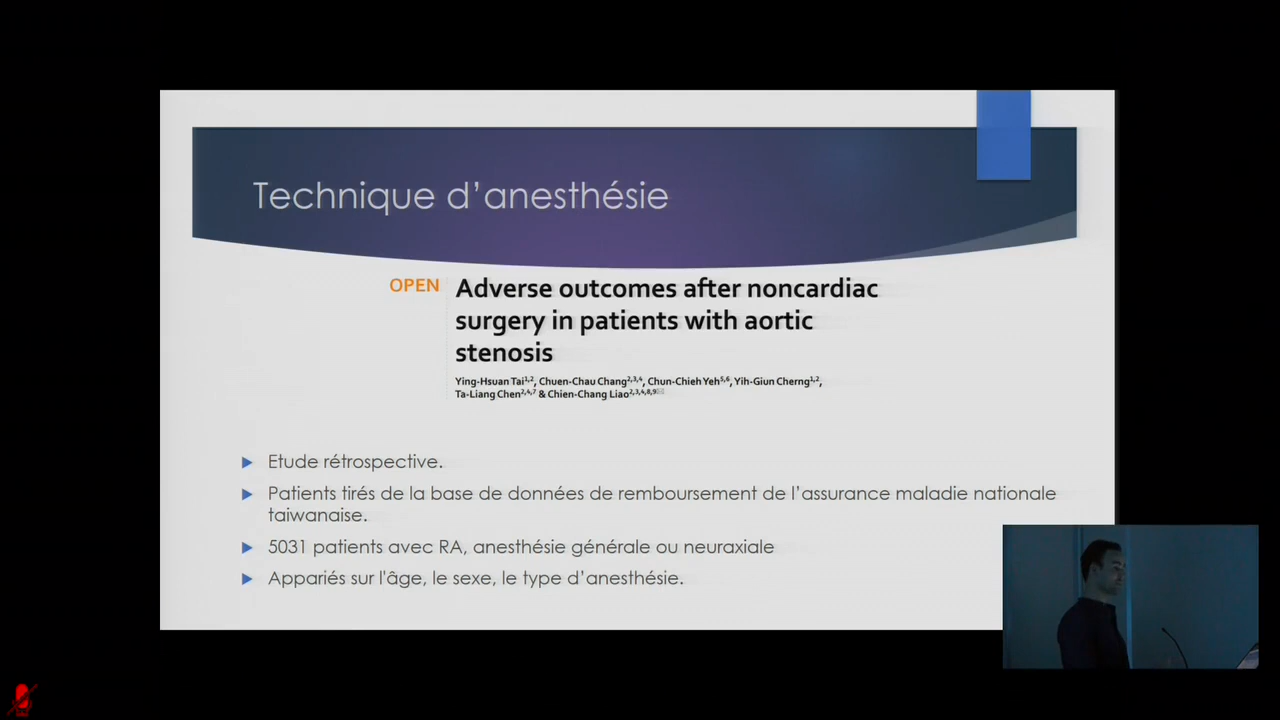 Technique d’anesthésie
OPEN
Adverse outcomes after noncardiac
surgery in patients with aortic
stenosis
Ying-Hsuan Tai1,2, Chuen-Chau Chang2,3,4, Chun-Chieh Yeh5,6, Yih-Giun Cherng1,2,
Ta-Liang Chen2,4,7 & Chien-Chang Liao2,3,4,8,9
Etude rétrospective.
Patients tirés de la base de données de remboursement de l’assurance maladie nationale
taiwanaise.
5031 patients avec RA, anesthésie générale ou neuraxiale
Appariés sur l'âge, le sexe, le type d’anesthésie.